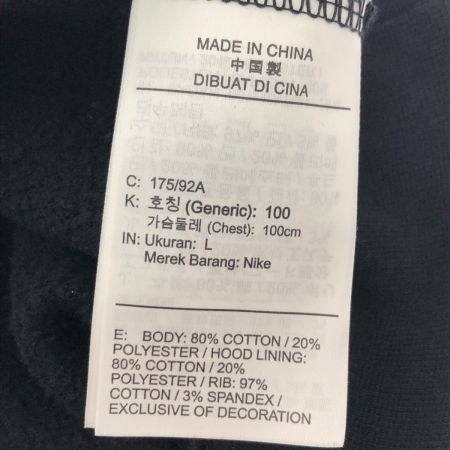 MADE IN CHINA
中国製
DIBUAT DI CINA
C: 175/92A
K: 호칭 (Generic): 100
가슴둘레 (Chest): 100cm
IN: Ukuran: L
Merek Barang: Nike
E: BODY: 80% COTTON / 20%
POLYESTER / HOOD LINING:
80% COTTON / 20%
POLYESTER / RIB: 97%
COTTON / 3% SPANDEX /
EXCLUSIVE OF DECORATION